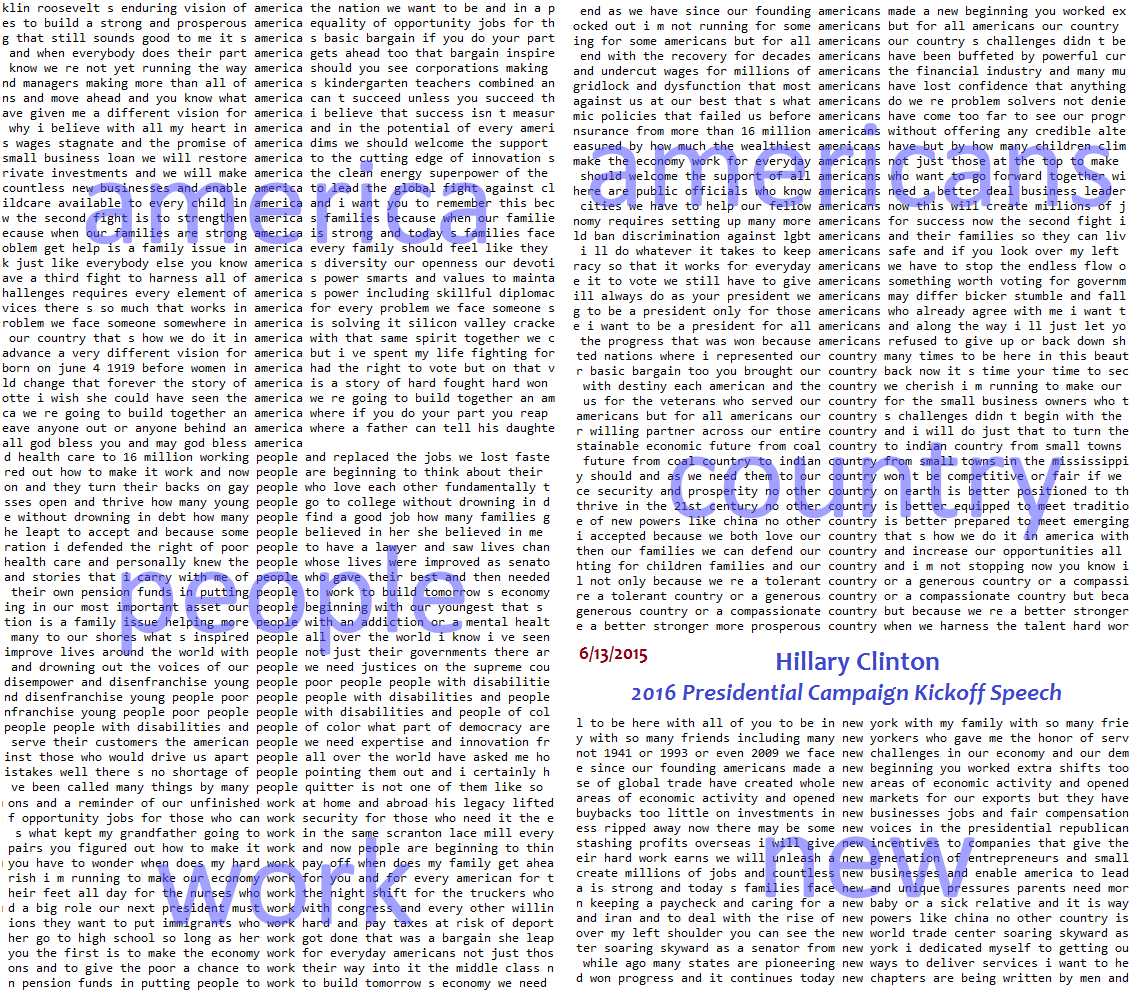 klin roosevelt s enduring vision of america the nation we want to be and in a p
es to build a strong and prosperous america equality of opportunity jobs for th
g that still sounds good to me it s america s basic bargain if you do your part
and when everybody does their part america gets ahead too that bargain inspire
know we re not yet running the way america should you see corporations making
nd managers making more than all of america s kindergarten teachers combined an
ns and move ahead and you know what america can t succeed unless you succeed th
ave given me a different vision for america i believe that success isn t measur
why i believe with all my heart in america and in the potential of every ameri
s wages stagnate and the promise of america dims we should welcome the support
small business loan we will restore america to the cutting edge of innovation s
rivate investments and we will make america the clean energy superpower of the
countless new businesses and enable america to lead the global fight against cl
ildcare available to every child in america and i want you to remember this bec
w the second fight is to strengthen america s families because when our familie
ecause when our families are strong america is strong and today s families face
oblem get help is a family issue in america every family should feel like they
k just like everybody else you know america s diversity our openness our devoti
ave a third fight to harness all of america s power smarts and values to mainta
hallenges requires every element of america s power including skillful diplomac
vices there s so much that works in america for every problem we face someone s
roblem we face someone somewhere in america is solving it silicon valley cracke
our country that s how we do it in america with that same spirit together we c
advance a very different vision for america but i ve spent my life fighting for
born on june 4 1919 before women in america had the right to vote but on that v
ld change that forever the story of america is a story of hard fought hard won
otte i wish she could have seen the america we re going to build together an am
ca we re going to build together an america where if you do your part you reap
eave anyone out or anyone behind an america where a father can tell his daughte
all god bless you and may god bless america
america
d health care to 16 million working people and replaced the jobs we lost faste
red out how to make it work and now people are beginning to think about their
on and they turn their backs on gay people who love each other fundamentally t
sses open and thrive how many young people go to college without drowning in d
e without drowning in debt how many people find a good job how many families g
he leapt to accept and because some people believed in her she believed in me
ration i defended the right of poor people to have a lawyer and saw lives chan
health care and personally knew the people whose lives were improved as senato
and stories that i carry with me of people who gave their best and then needed
their own pension funds in putting people to work to build tomorrow s economy
ing in our most important asset our people beginning with our youngest that s
tion is a family issue helping more people with an addiction or a mental healt
many to our shores what s inspired people all over the world i know i ve seen
improve lives around the world with people not just their governments there ar
and drowning out the voices of our people we need justices on the supreme cou
disempower and disenfranchise young people poor people people with disabilitie
nd disenfranchise young people poor people people with disabilities and people
nfranchise young people poor people people with disabilities and people of col
people people with disabilities and people of color what part of democracy are
serve their customers the american people we need expertise and innovation fr
inst those who would drive us apart people all over the world have asked me ho
istakes well there s no shortage of people pointing them out and i certainly h
ve been called many things by many people quitter is not one of them like so
people
ons and a reminder of our unfinished work at home and abroad his legacy lifted
f opportunity jobs for those who can work security for those who need it the e
s what kept my grandfather going to work in the same scranton lace mill every
pairs you figured out how to make it work and now people are beginning to thin
you have to wonder when does my hard work pay off when does my family get ahea
rish i m running to make our economy work for you and for every american for t
heir feet all day for the nurses who work the night shift for the truckers who
d a big role our next president must work with congress and every other willin
ions they want to put immigrants who work hard and pay taxes at risk of deport
her go to high school so long as her work got done that was a bargain she leap
you the first is to make the economy work for everyday americans not just thos
ons and to give the poor a chance to work their way into it the middle class n
n pension funds in putting people to work to build tomorrow s economy we need
work
end as we have since our founding americans made a new beginning you worked ex
ocked out i m not running for some americans but for all americans our country
ing for some americans but for all americans our country s challenges didn t be
end with the recovery for decades americans have been buffeted by powerful cur
and undercut wages for millions of americans the financial industry and many mu
gridlock and dysfunction that most americans have lost confidence that anything
against us at our best that s what americans do we re problem solvers not denie
mic policies that failed us before americans have come too far to see our progr
nsurance from more than 16 million americans without offering any credible alte
easured by how much the wealthiest americans have but by how many children clim
make the economy work for everyday americans not just those at the top to make
should welcome the support of all americans who want to go forward together wi
here are public officials who know americans need a better deal business leader
cities we have to help our fellow americans now this will create millions of j
nomy requires setting up many more americans for success now the second fight i
ld ban discrimination against lgbt americans and their families so they can liv
i ll do whatever it takes to keep americans safe and if you look over my left
racy so that it works for everyday americans we have to stop the endless flow o
e it to vote we still have to give americans something worth voting for governm
ill always do as your president we americans may differ bicker stumble and fall
g to be a president only for those americans who already agree with me i want t
e i want to be a president for all americans and along the way i ll just let yo
the progress that was won because americans refused to give up or back down sh
americans
ted nations where i represented our country many times to be here in this beaut
r basic bargain too you brought our country back now it s time your time to sec
with destiny each american and the country we cherish i m running to make our
us for the veterans who served our country for the small business owners who t
americans but for all americans our country s challenges didn t begin with the
r willing partner across our entire country and i will do just that to turn the
stainable economic future from coal country to indian country from small towns
future from coal country to indian country from small towns in the mississippi
y should and as we need them to our country won t be competitive or fair if we
ce security and prosperity no other country on earth is better positioned to th
thrive in the 21st century no other country is better equipped to meet traditio
e of new powers like china no other country is better prepared to meet emerging
i accepted because we both love our country that s how we do it in america with
then our families we can defend our country and increase our opportunities all
hting for children families and our country and i m not stopping now you know i
l not only because we re a tolerant country or a generous country or a compassi
re a tolerant country or a generous country or a compassionate country but beca
generous country or a compassionate country but because we re a better stronger
e a better stronger more prosperous country when we harness the talent hard wor
country
6/13/2015
Hillary Clinton
2016 Presidential Campaign Kickoff Speech
l to be here with all of you to be in new york with my family with so many frie
y with so many friends including many new yorkers who gave me the honor of serv
not 1941 or 1993 or even 2009 we face new challenges in our economy and our dem
e since our founding americans made a new beginning you worked extra shifts too
se of global trade have created whole new areas of economic activity and opened
areas of economic activity and opened new markets for our exports but they have
buybacks too little on investments in new businesses jobs and fair compensation
ess ripped away now there may be some new voices in the presidential republican
stashing profits overseas i will give new incentives to companies that give the
eir hard work earns we will unleash a new generation of entrepreneurs and small
create millions of jobs and countless new businesses and enable america to lead
a is strong and today s families face new and unique pressures parents need mor
n keeping a paycheck and caring for a new baby or a sick relative and it is way
and iran and to deal with the rise of new powers like china no other country is
over my left shoulder you can see the new world trade center soaring skyward as
ter soaring skyward as a senator from new york i dedicated myself to getting ou
while ago many states are pioneering new ways to deliver services i want to he
d won progress and it continues today new chapters are being written by men and
new